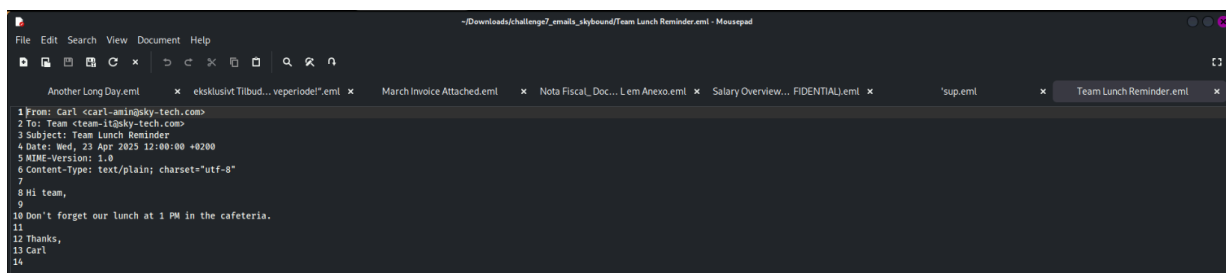 ~/Downloads/challenge7_emails_skybound/Team Lunch Reminder.eml - Mousepad
File Edit Search View Document Help
Another Long Day.eml × eksklusivt Tilbud... veperiode!".eml × March Invoice Attached.eml × Nota Fiscal_ Doc... L em Anexo.eml × Salary Overview... FIDENTIAL).eml × 'sup.eml × Team Lunch Reminder.eml ×
1 From: Carl <carl-amin@sky-tech.com>
2 To: Team <team-it@sky-tech.com>
3 Subject: Team Lunch Reminder
4 Date: Wed, 23 Apr 2025 12:00:00 +0200
5 MIME-Version: 1.0
6 Content-Type: text/plain; charset="utf-8"
7
8 Hi team,
9
10 Don't forget our lunch at 1 PM in the cafeteria.
11
12 Thanks,
13 Carl
14